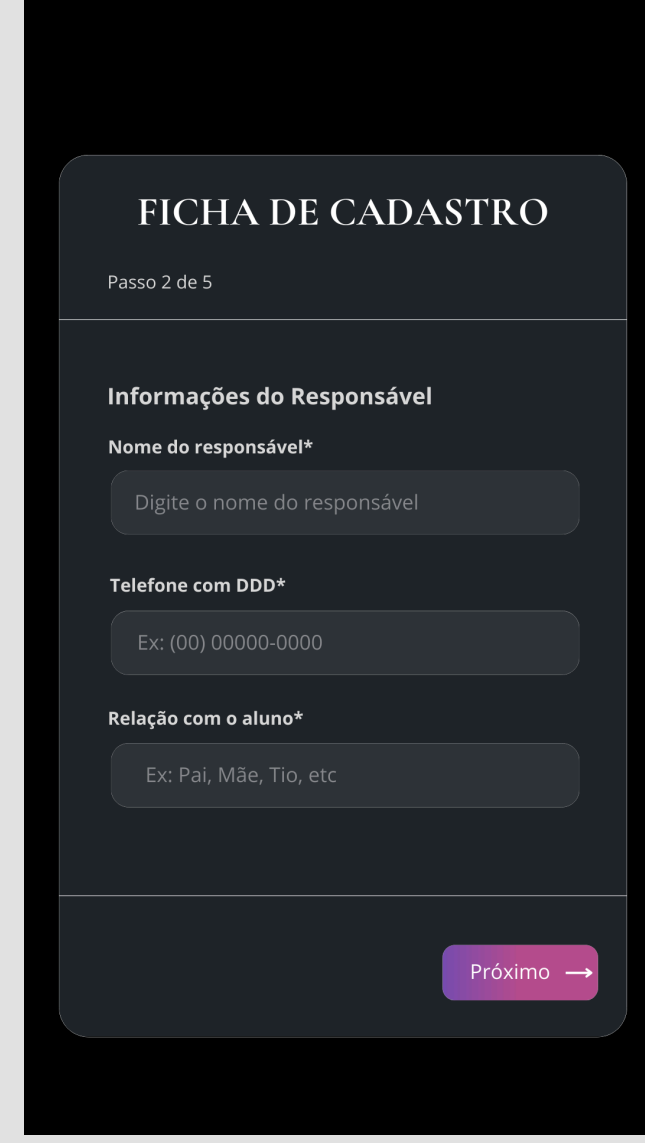 FICHA DE CADASTRO
Passo 2 de 5
Informações do Responsável
Nome do responsável*
Digite o nome do responsável
Telefone com DDD*
Ex: (00) 00000-0000
Relação com o aluno*
Ex: Pai, Mãe, Tio, etc
Próximo